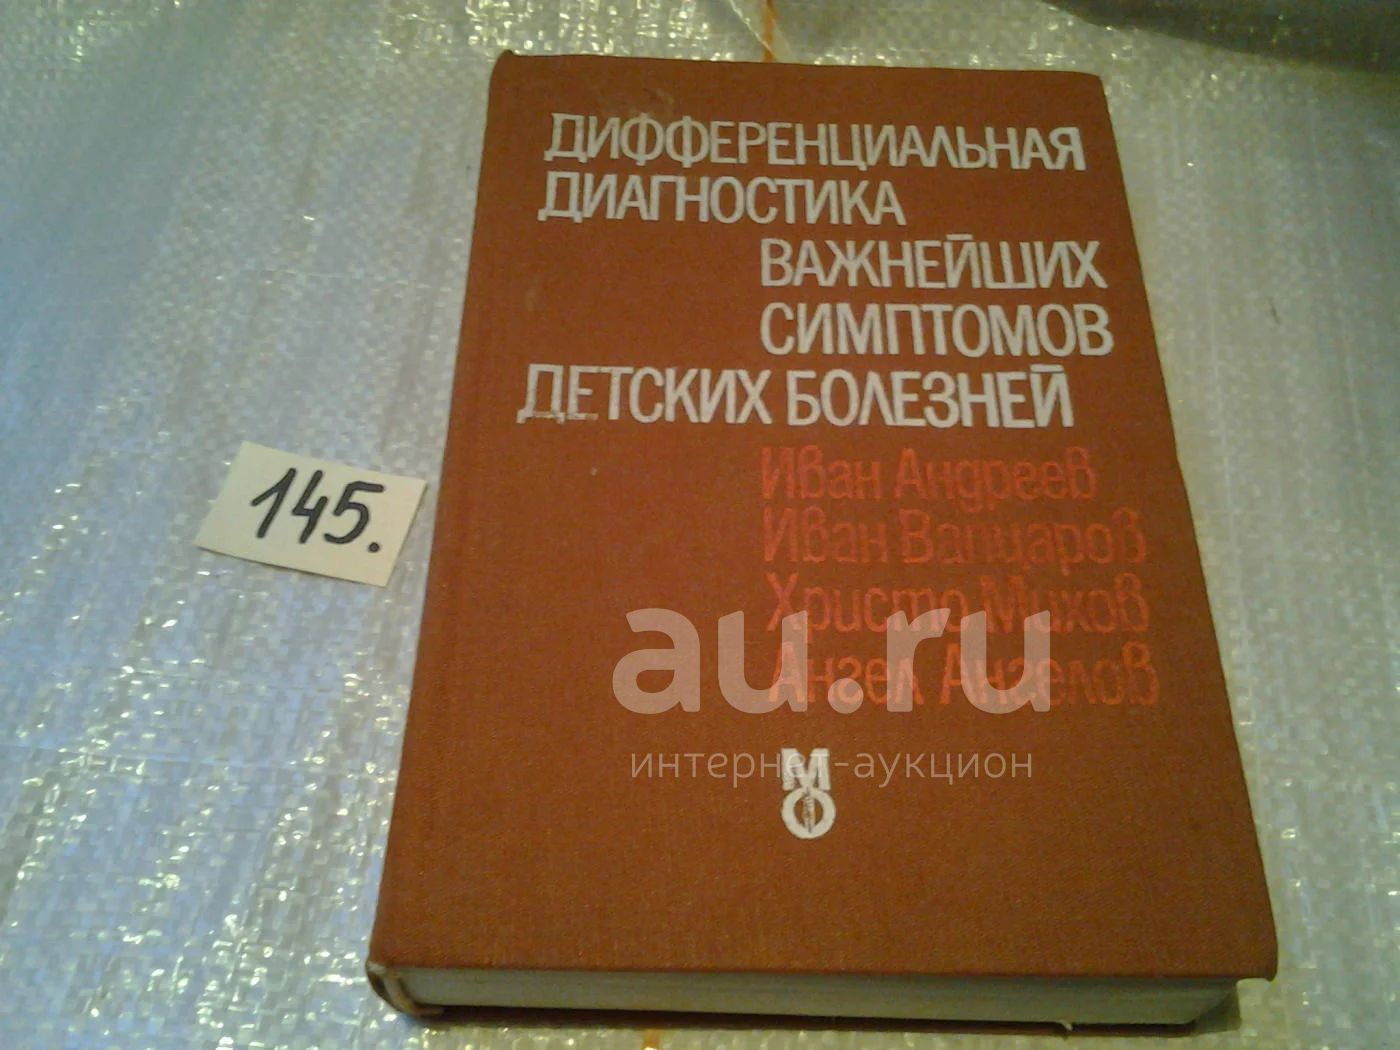 ДИФФЕРЕНЦИАЛЬНАЯ
ДИАГНОСТИКА
ВАЖНЕЙШИХ
СИМПТОМОВ
ДЕТСКИХ БОЛЕЗНЕЙ
Иван Андреев
Иван Вапцаров
Христо Михов
Ангел Ангелов
МО
145.
au.ru
интернет-аукцион